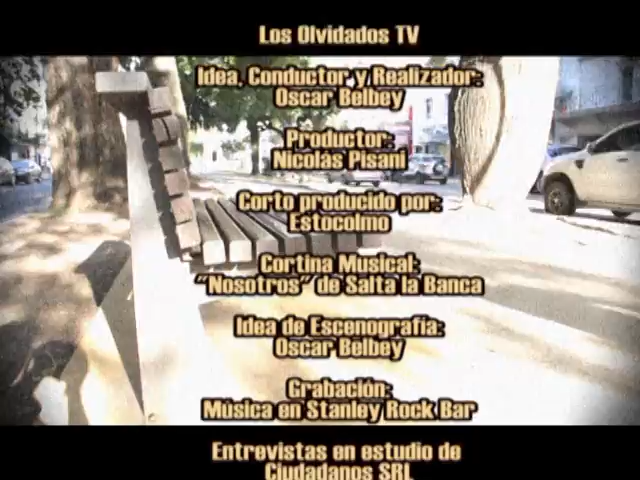 Los Olvidados TV
Idea, Conductor y Realizador:
Oscar Belbey
Productor:
Nicolás Pisani
Corto producido por:
Estocolmo
Cortina Musical:
"Nosotros" de Salta la Banca
Idea de Escenografía:
Oscar Belbey
Grabación:
Música en Stanley Rock Bar
Entrevistas en estudio de
Ciudadanos SRL